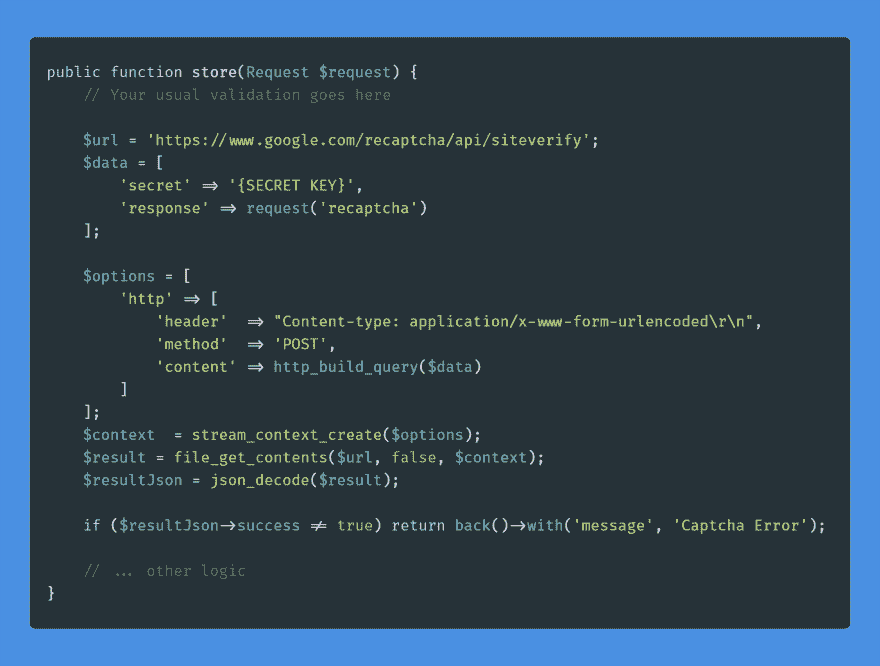 public function store(Request $request) {
    // Your usual validation goes here

    $url = 'https://www.google.com/recaptcha/api/siteverify';
    $data = [
        'secret' => '{SECRET KEY}',
        'response' => request('recaptcha')
    ];

    $options = [
        'http' => [
            'header'  => "Content-type: application/x-www-form-urlencoded\r\n",
            'method'  => 'POST',
            'content' => http_build_query($data)
        ]
    ];
    $context  = stream_context_create($options);
    $result = file_get_contents($url, false, $context);
    $resultJson = json_decode($result);

    if ($resultJson->success != true) return back()->with('message', 'Captcha Error');

    // ... other logic
}